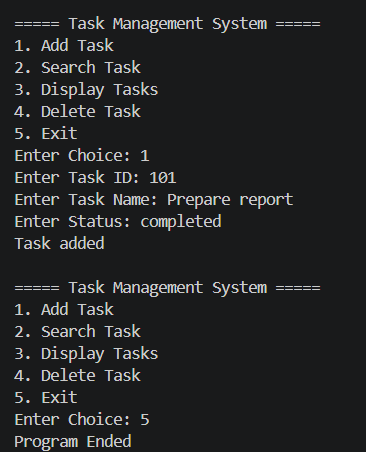 ===== Task Management System =====
1. Add Task
2. Search Task
3. Display Tasks
4. Delete Task
5. Exit
Enter Choice: 1
Enter Task ID: 101
Enter Task Name: Prepare report
Enter Status: completed
Task added

===== Task Management System =====
1. Add Task
2. Search Task
3. Display Tasks
4. Delete Task
5. Exit
Enter Choice: 5
Program Ended